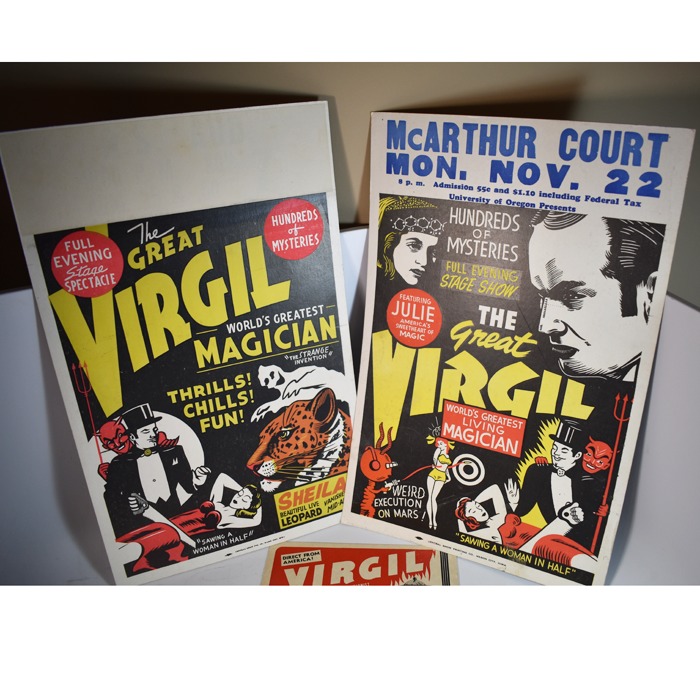 FULL
EVENING
Stage
SPECTACLE
The
GREAT
VIRGIL
HUNDREDS
of
MYSTERIES
WORLD'S GREATEST
MAGICIAN
"THE STRANGE
INVENTION"
THRILLS!
CHILLS!
FUN!
SHEILA
BEAUTIFUL LIVE
LEOPARD
"SAWING A
WOMAN IN HALF"
McARTHUR COURT
MON. NOV. 22
8 p. m. Admission 55c and $1.10 including Federal Tax
University of Oregon Presents
HUNDREDS
OF
MYSTERIES
FULL EVENING
STAGE SHOW
FEATURING
JULIE
AMERICA'S
SWEETHEART OF
MAGIC
THE
Great
VIRGIL
WORLD'S GREATEST
LIVING
MAGICIAN
WEIRD
EXECUTION
ON MARS!
"SAWING A WOMAN IN HALF"
DIRECT FROM
AMERICA!
VIRGIL